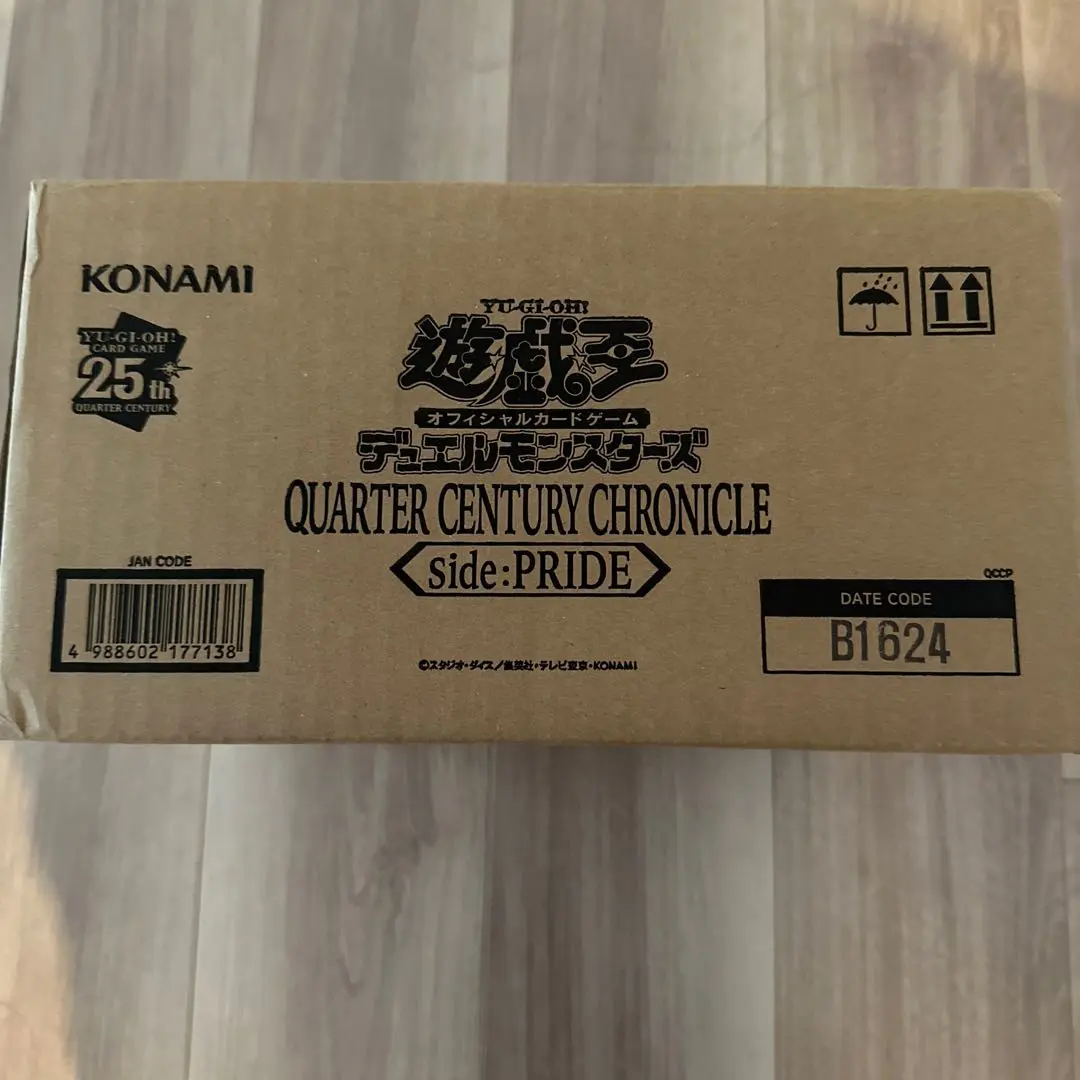 KONAMI
YU-GI-OH!
CARD GAME
25th
QUARTER CENTURY
YU-GI-OH!
遊戯王
オフィシャルカードゲーム
デュエルモンスターズ
QUARTER CENTURY CHRONICLE
side:PRIDE
JAN CODE
4 988602 177138
©スタジオ・ダイス/集英社・テレビ東京・KONAMI
QCCP
DATE CODE
B1624